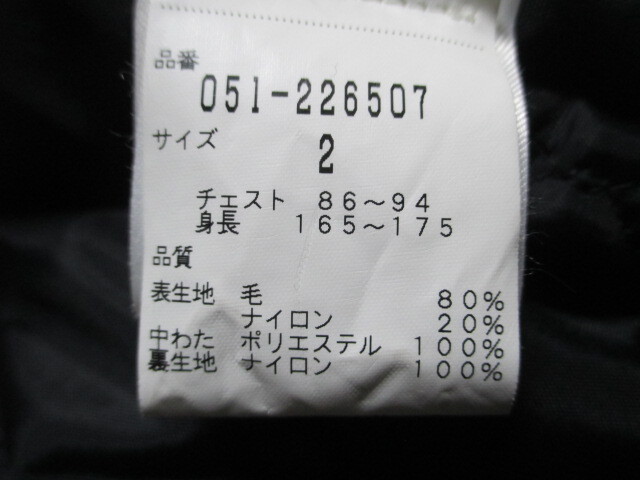 品番
051-226507
サイズ 2
チェスト 86〜94
身長 165〜175
品質
表生地 毛 80%
ナイロン 20%
中わた ポリエステル 100%
裏生地 ナイロン 100%